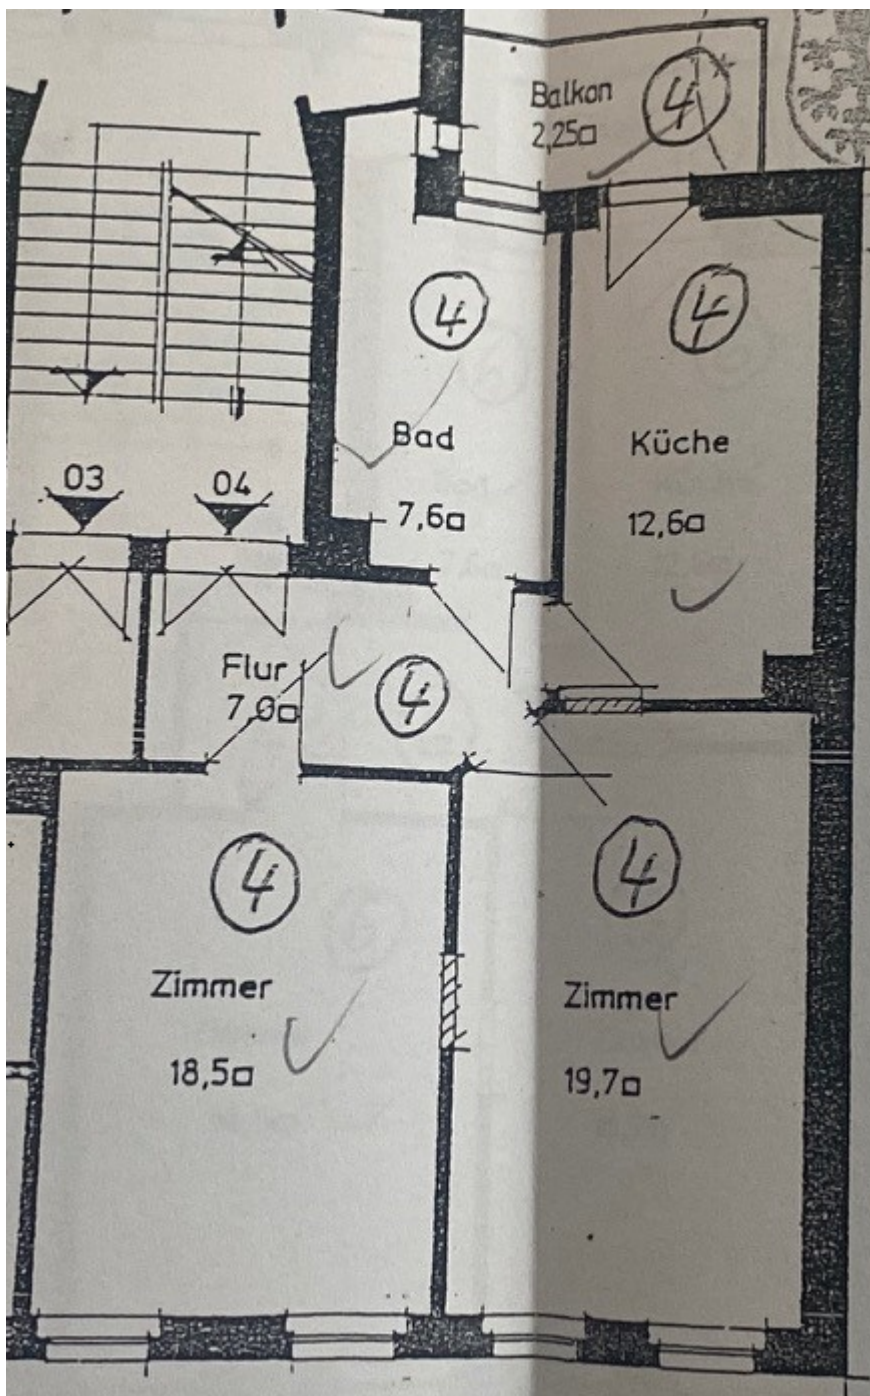 Balkon
2,25□
4
4
4
Bad
7,6□
Küche
12,6□
03
04
Flur
7,0□
4
4
Zimmer
18,5□
4
Zimmer
19,7□